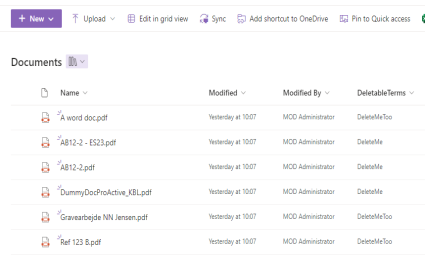 + New
Upload
Edit in grid view
Sync
Add shortcut to OneDrive
Pin to Quick access
Documents
Name Modified Modified By DeletableTerms
A word doc.pdf Yesterday at 10:07 MOD Administrator DeleteMeToo
AB12-2 - ES23.pdf Yesterday at 10:07 MOD Administrator DeleteMe
AB12-2.pdf Yesterday at 10:07 MOD Administrator DeleteMe
DummyDocProActive_KBL.pdf Yesterday at 10:07 MOD Administrator DeleteMe
Gravearbejde NN Jensen.pdf Yesterday at 10:07 MOD Administrator DeleteMeToo
Ref 123 B.pdf Yesterday at 10:07 MOD Administrator DeleteMeToo